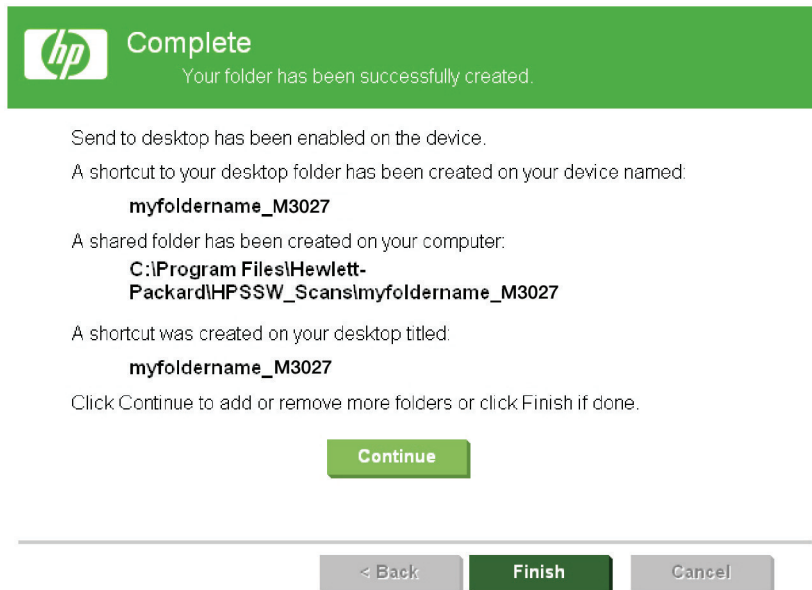 hp
Complete
Your folder has been successfully created.
Send to desktop has been enabled on the device.
A shortcut to your desktop folder has been created on your device named:
myfoldername_M3027
A shared folder has been created on your computer:
C:\Program Files\Hewlett-
Packard\HPSSW_Scans\myfoldername_M3027
A shortcut was created on your desktop titled:
myfoldername_M3027
Click Continue to add or remove more folders or click Finish if done.
Continue
< Back Finish Cancel